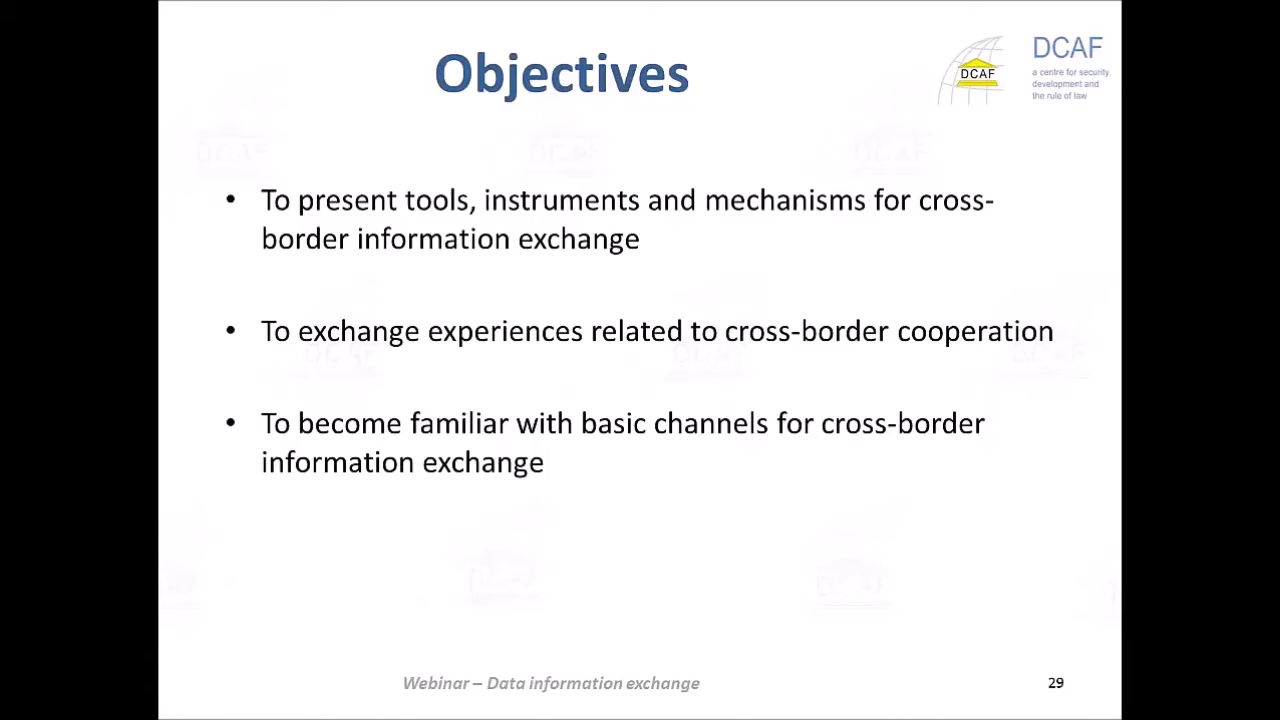 Objectives
DCAF
DCAF
a centre for security,
development and
the rule of law
• To present tools, instruments and mechanisms for cross-
border information exchange
• To exchange experiences related to cross-border cooperation
• To become familiar with basic channels for cross-border
information exchange
Webinar – Data information exchange
29